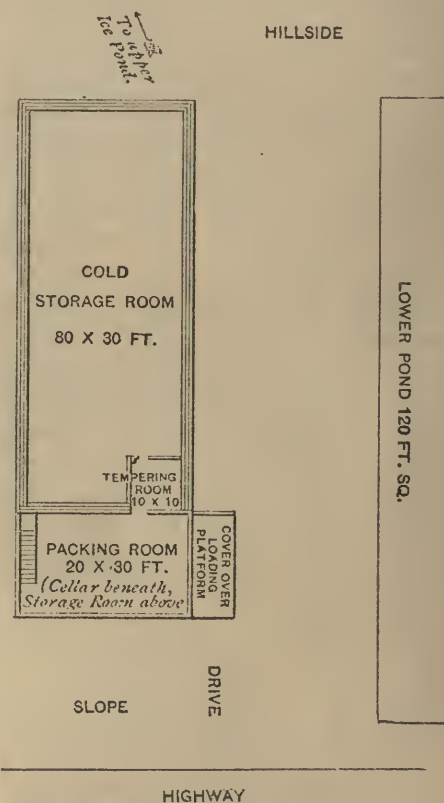 To upper
Ice Pond.
HILLSIDE
COLD
STORAGE ROOM
80 X 30 FT.
LOWER POND 120 FT. SQ.
TEMPERING
ROOM
10 X 10
PACKING ROOM
20 X 30 FT.
(Cellar beneath,
Storage Room above
COVER OVER
LOADING
PLATFORM
DRIVE
SLOPE
HIGHWAY